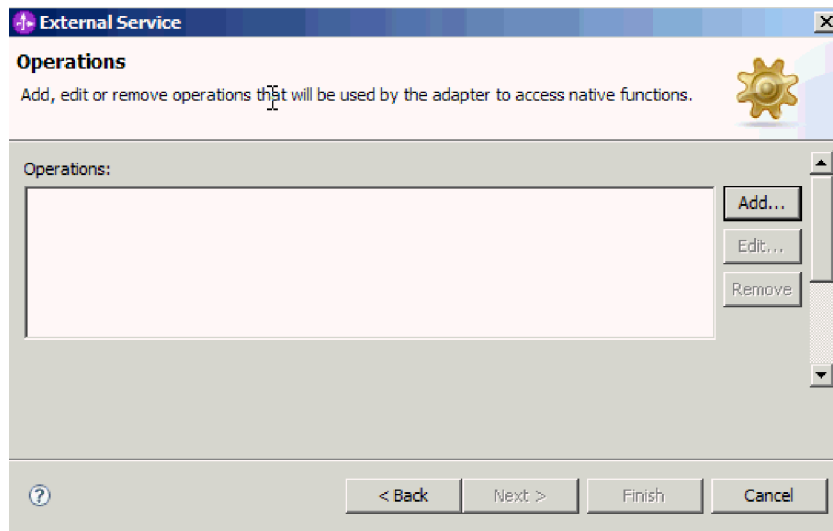 External Service
Operations
Add, edit or remove operations that will be used by the adapter to access native functions.
Operations:
Add...
Edit...
Remove
< Back
Next >
Finish
Cancel